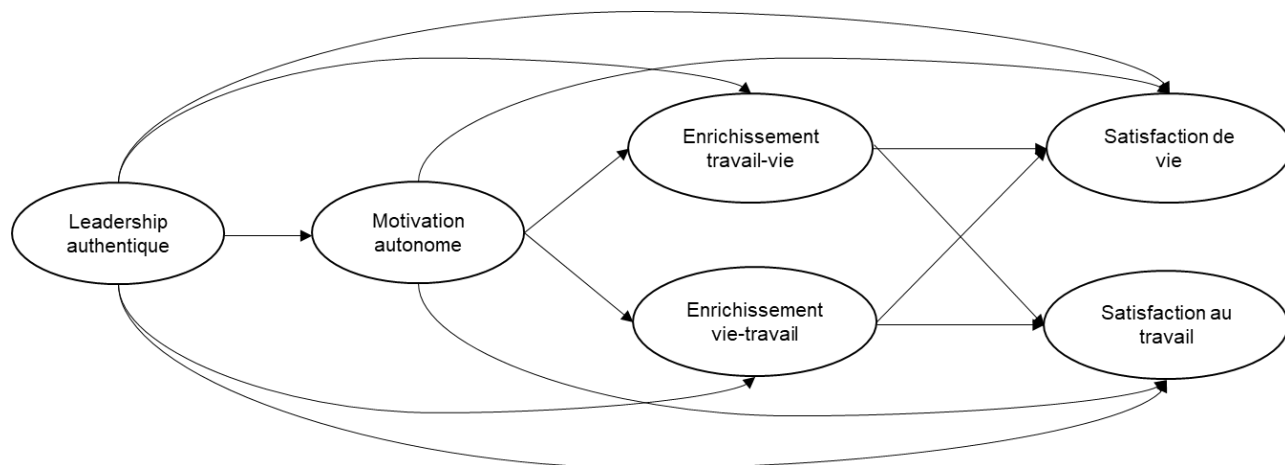 Leadership
authentique
Motivation
autonome
Enrichissement
travail-vie
Enrichissement
vie-travail
Satisfaction de
vie
Satisfaction au
travail